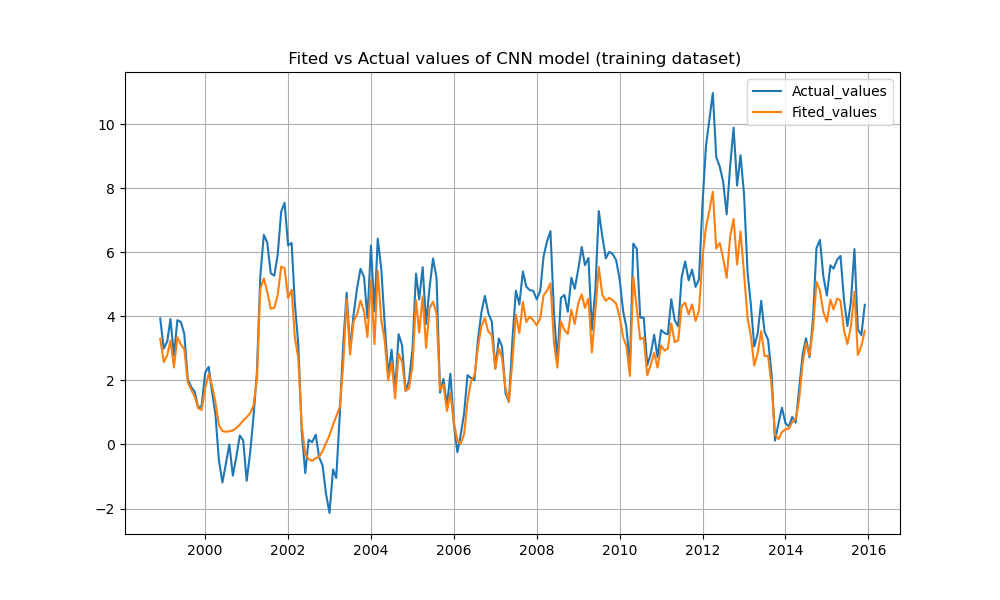 Fited vs Actual values of CNN model (training dataset)
Actual_values
Fited_values
10
8
6
4
2
0
−2
2000 2002 2004 2006 2008 2010 2012 2014 2016